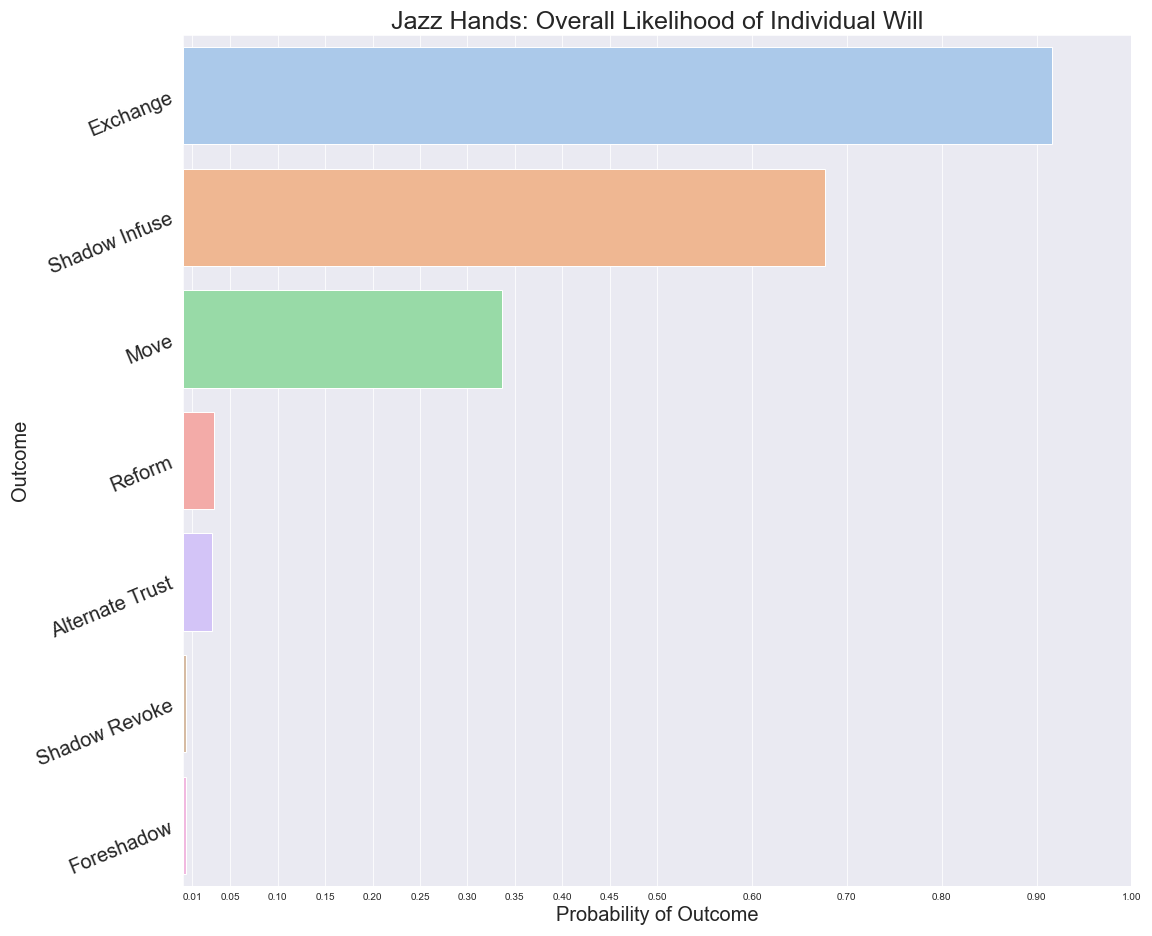 Jazz Hands: Overall Likelihood of Individual Will
Exchange
Shadow Infuse
Move
Reform
Alternate Trust
Shadow Revoke
Foreshadow
Outcome
0.01 0.05 0.10 0.15 0.20 0.25 0.30 0.35 0.40 0.45 0.50 0.60 0.70 0.80 0.90 1.00
Probability of Outcome